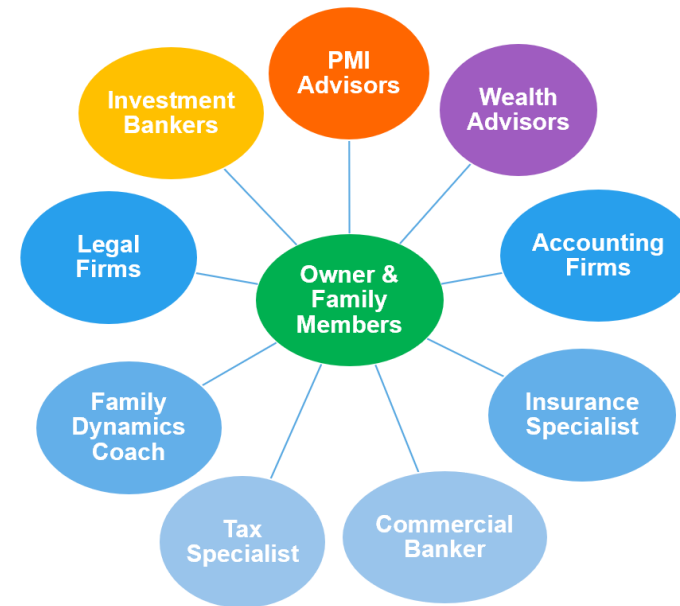 PMI
Advisors
Investment
Bankers
Wealth
Advisors
Legal
Firms
Accounting
Firms
Owner &
Family
Members
Family
Dynamics
Coach
Insurance
Specialist
Tax
Specialist
Commercial
Banker